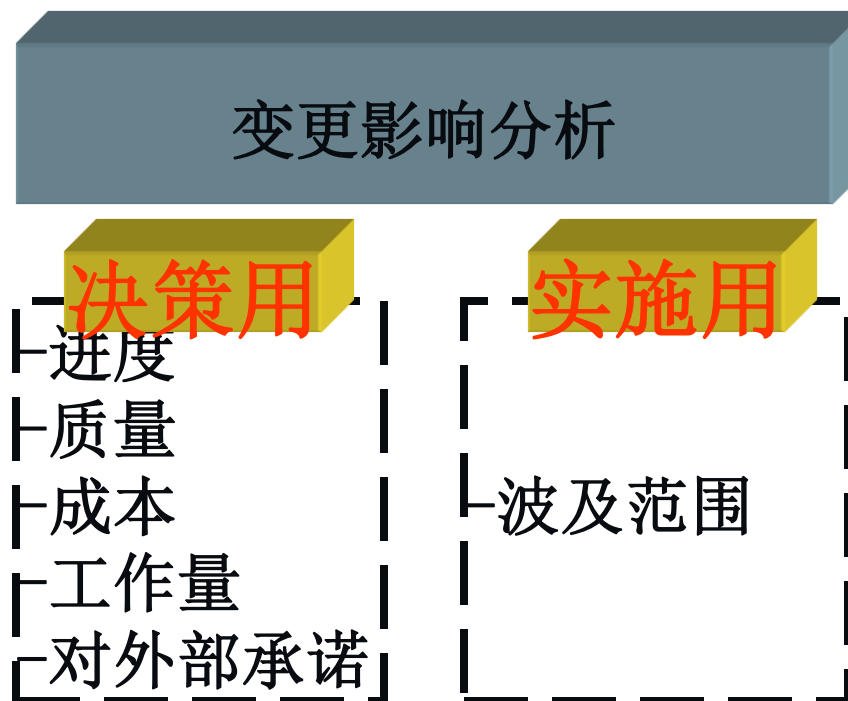 变更影响分析
决策用
–进度
–质量
–成本
–工作量
–对外部承诺
实施用
–波及范围